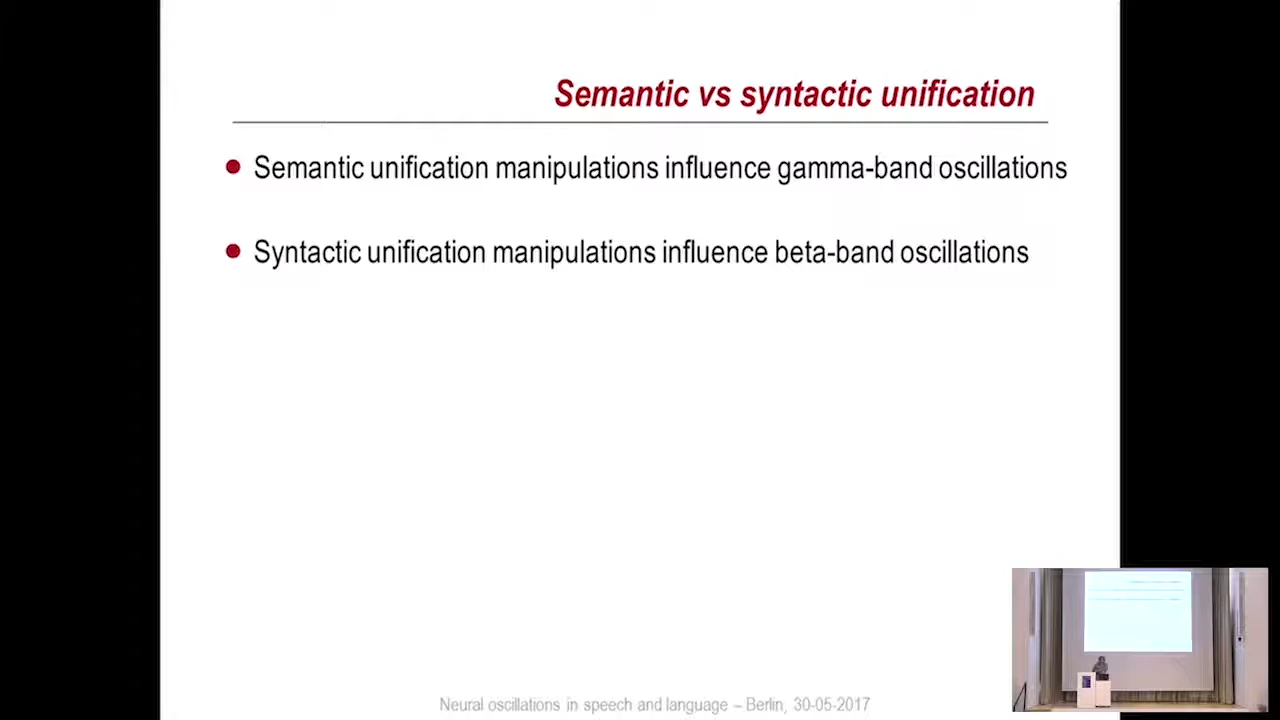 Semantic vs syntactic unification
Semantic unification manipulations influence gamma-band oscillations
Syntactic unification manipulations influence beta-band oscillations
Neural oscillations in speech and language – Berlin, 30-05-2017